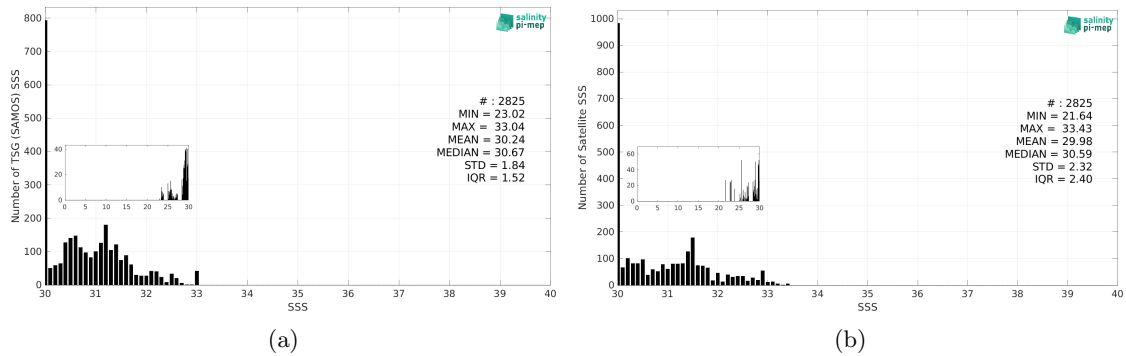 800
700
600
500
400
300
200
100
0
Number of TSG (SAMOS) SSS
salinity
pi-mep
# : 2825
MIN = 23.02
MAX = 33.04
MEAN = 30.24
MEDIAN = 30.67
STD = 1.84
IQR = 1.52
40
20
0
0 5 10 15 20 25 30
30 31 32 33 34 35 36 37 38 39 40
SSS
(a)
1000
900
800
700
600
500
400
300
200
100
0
Number of Satellite SSS
salinity
pi-mep
# : 2825
MIN = 21.64
MAX = 33.43
MEAN = 29.98
MEDIAN = 30.59
STD = 2.32
IQR = 2.40
60
40
20
0
0 5 10 15 20 25 30
30 31 32 33 34 35 36 37 38 39 40
SSS
(b)